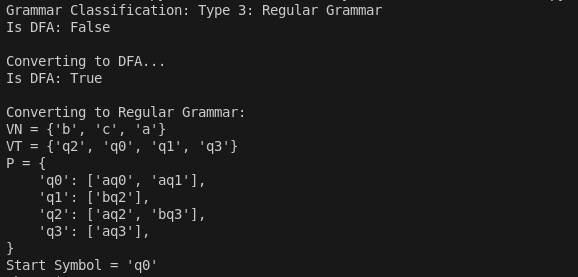 Grammar Classification: Type 3: Regular Grammar
Is DFA: False
Converting to DFA...
Is DFA: True
Converting to Regular Grammar:
VN = {'b', 'c', 'a'}
VT = {'q2', 'q0', 'q1', 'q3'}
P = {
    'q0': ['aq0', 'aq1'],
    'q1': ['bq2'],
    'q2': ['aq2', 'bq3'],
    'q3': ['aq3'],
}
Start Symbol = 'q0'